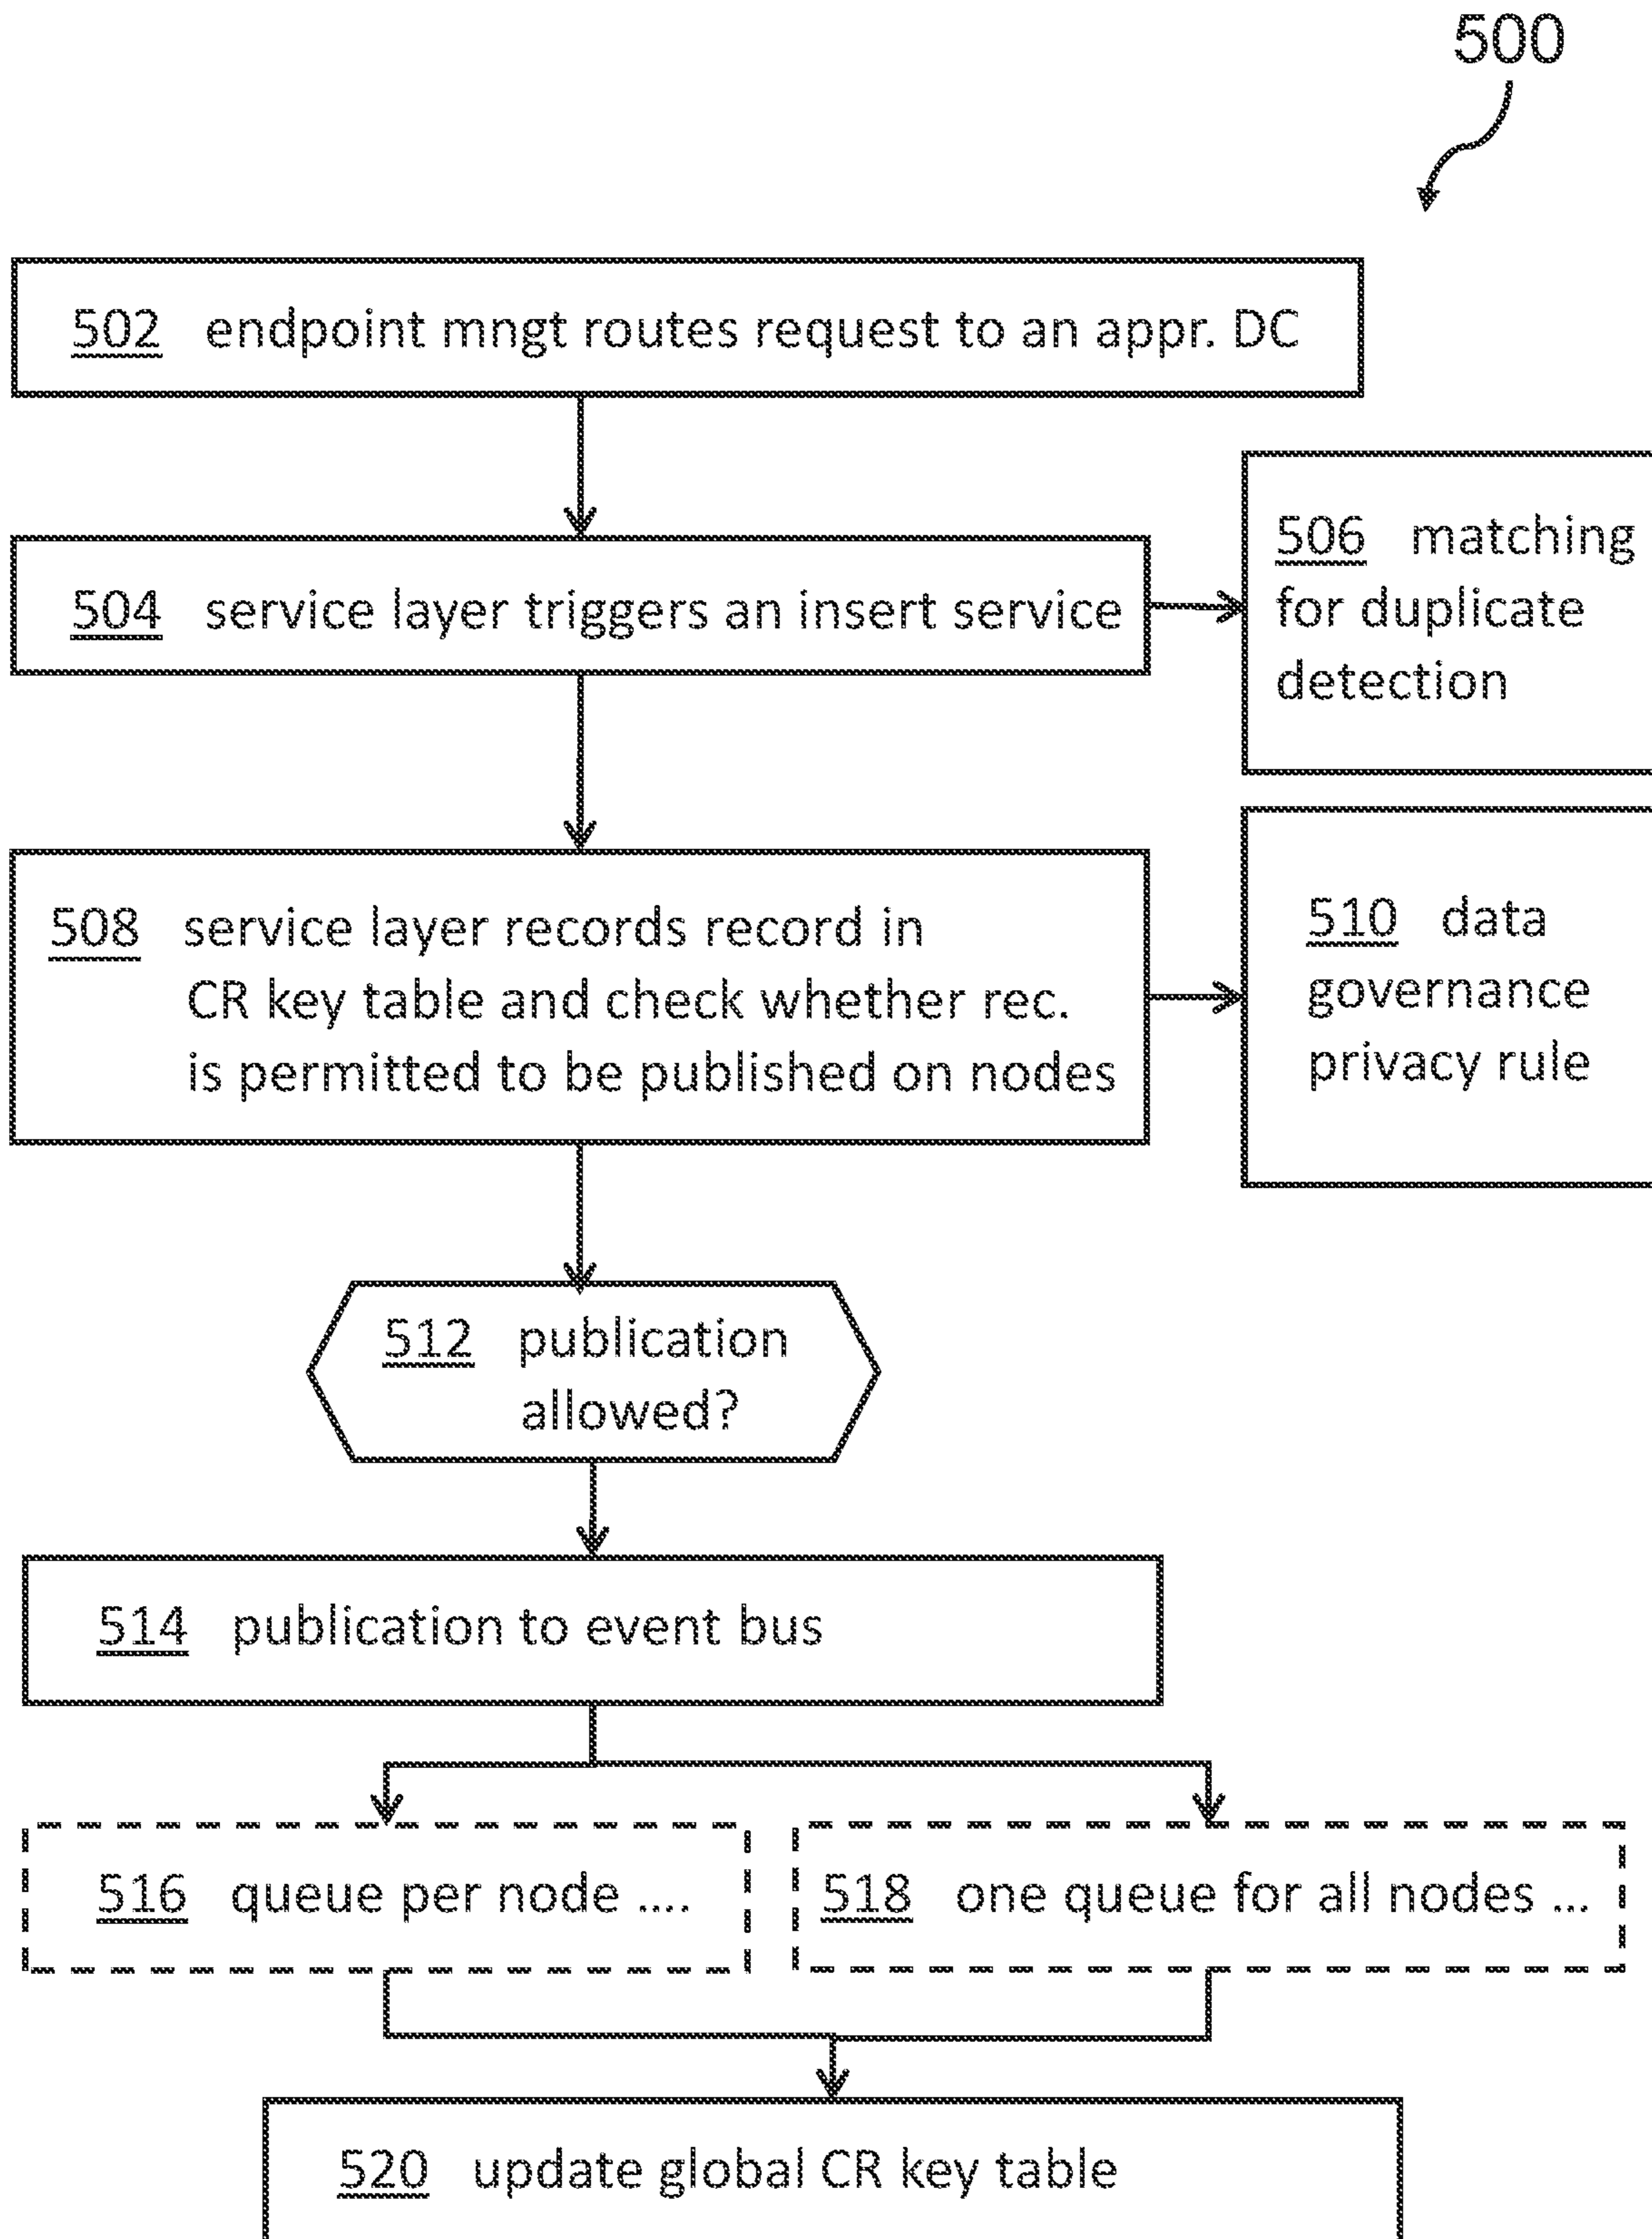 500
502 endpoint mngt routes request to an appr. DC
504 service layer triggers an insert service
506 matching
for duplicate
detection
508 service layer records record in
CR key table and check whether rec.
is permitted to be published on nodes
510 data
governance
privacy rule
512 publication
allowed?
514 publication to event bus
516 queue per node ....
518 one queue for all nodes ...
520 update global CR key table